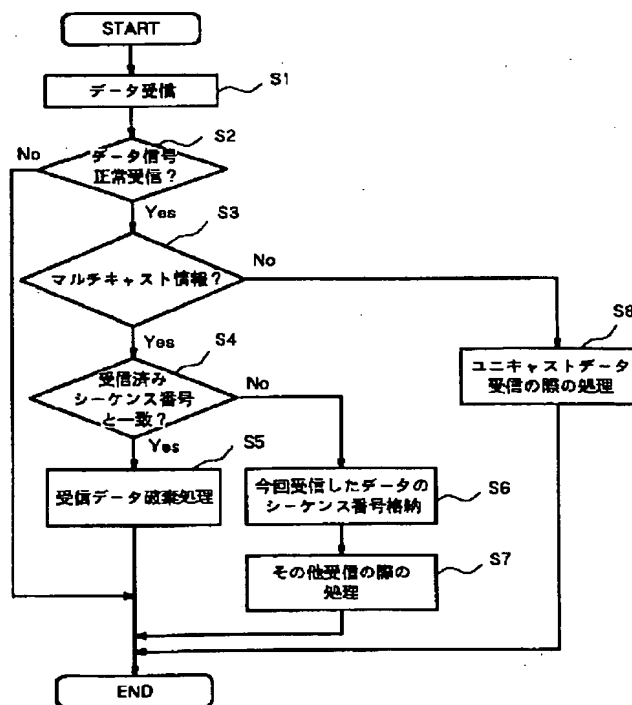 START
データ受信
S1
データ信号
正常受信?
S2
No
Yes
マルチキャスト情報?
S3
No
Yes
受信済み
シーケンス番号
と一致?
S4
No
Yes
受信データ破棄処理
S5
今回受信したデータの
シーケンス番号格納
S6
その他受信の際の
処理
S7
ユニキャストデータ
受信の際の処理
S8
END